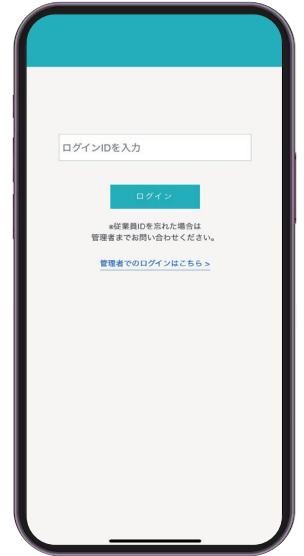 ログインIDを入力
ログイン
※従業員IDを忘れた場合は
管理者までお問い合わせください。
管理者でのログインはこちら >